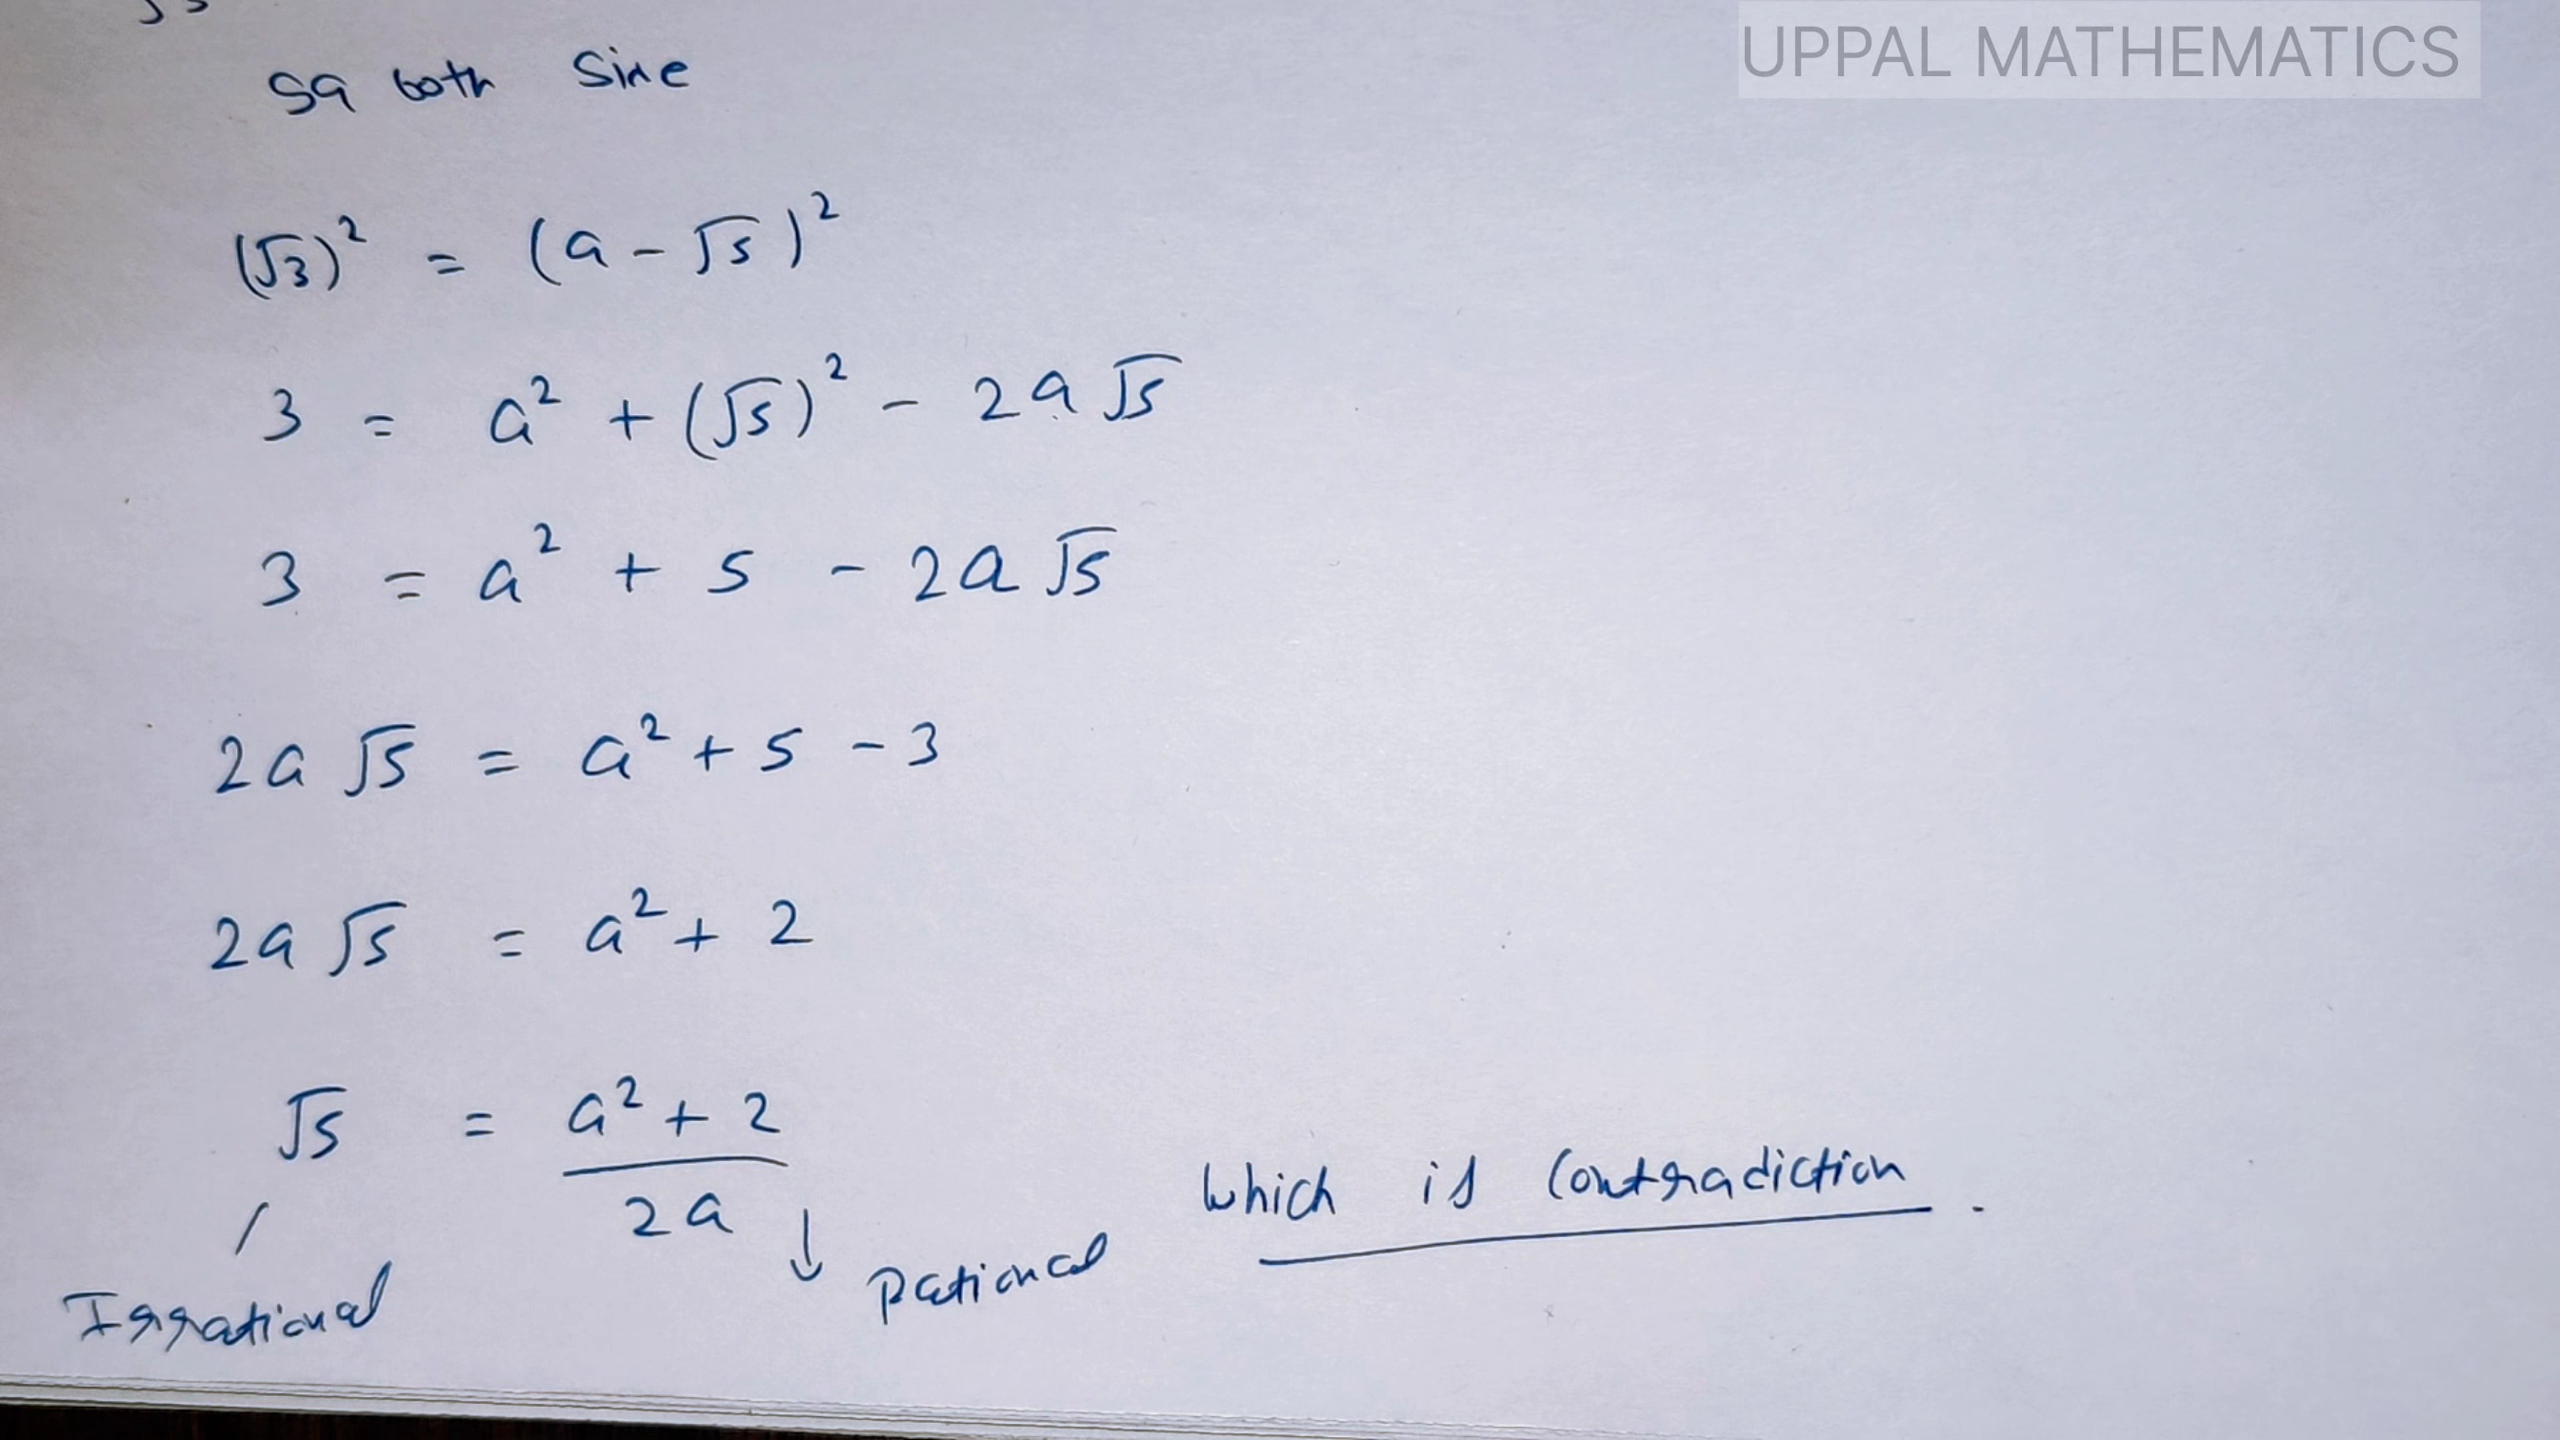 UPPAL MATHEMATICS
Sq both Side
(√3)² = (a - √5)²
3 = a² + (√5)² - 2a√5
3 = a² + 5 - 2a√5
2a√5 = a² + 5 - 3
2a√5 = a² + 2
√5 = (a² + 2)/2a
which is Contradiction.
Irrational
↓ Rational